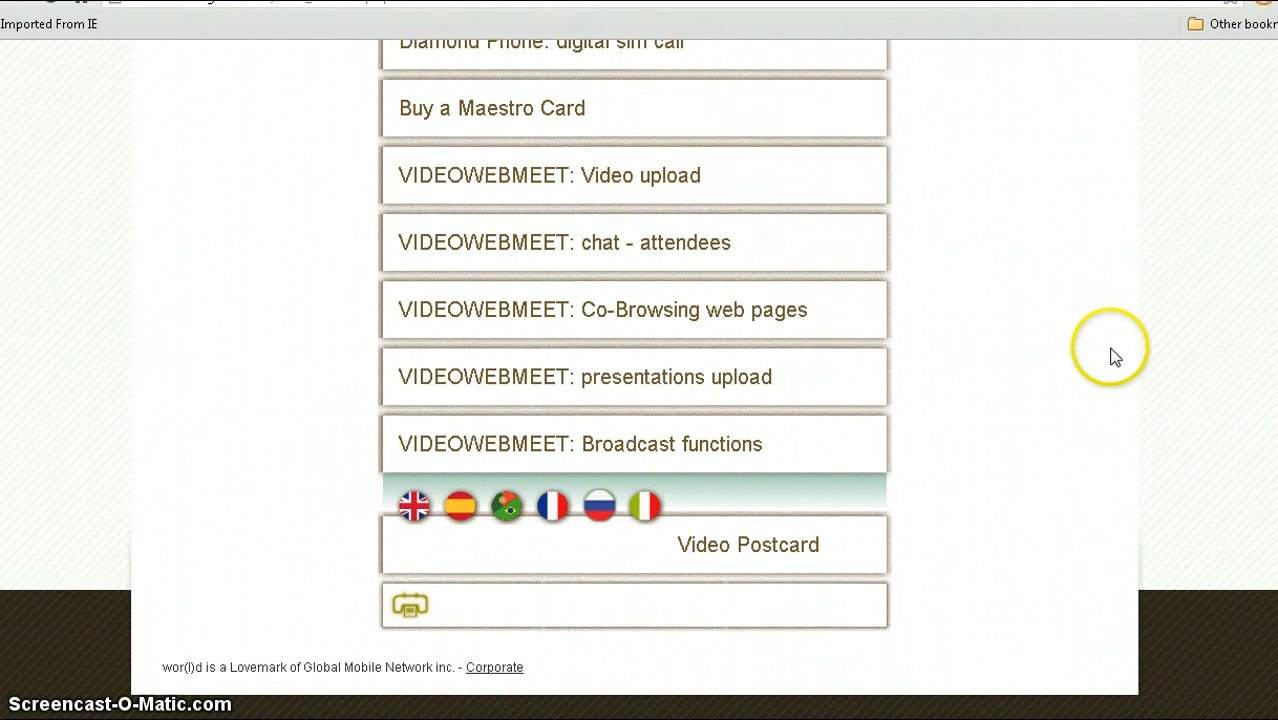 Imported From IE
Other bookr
Diamond Phone: digital sim call
Buy a Maestro Card
VIDEOWEBMEET: Video upload
VIDEOWEBMEET: chat - attendees
VIDEOWEBMEET: Co-Browsing web pages
VIDEOWEBMEET: presentations upload
VIDEOWEBMEET: Broadcast functions
Video Postcard
wor(l)d is a Lovemark of Global Mobile Network inc. - Corporate
Screencast-O-Matic.com